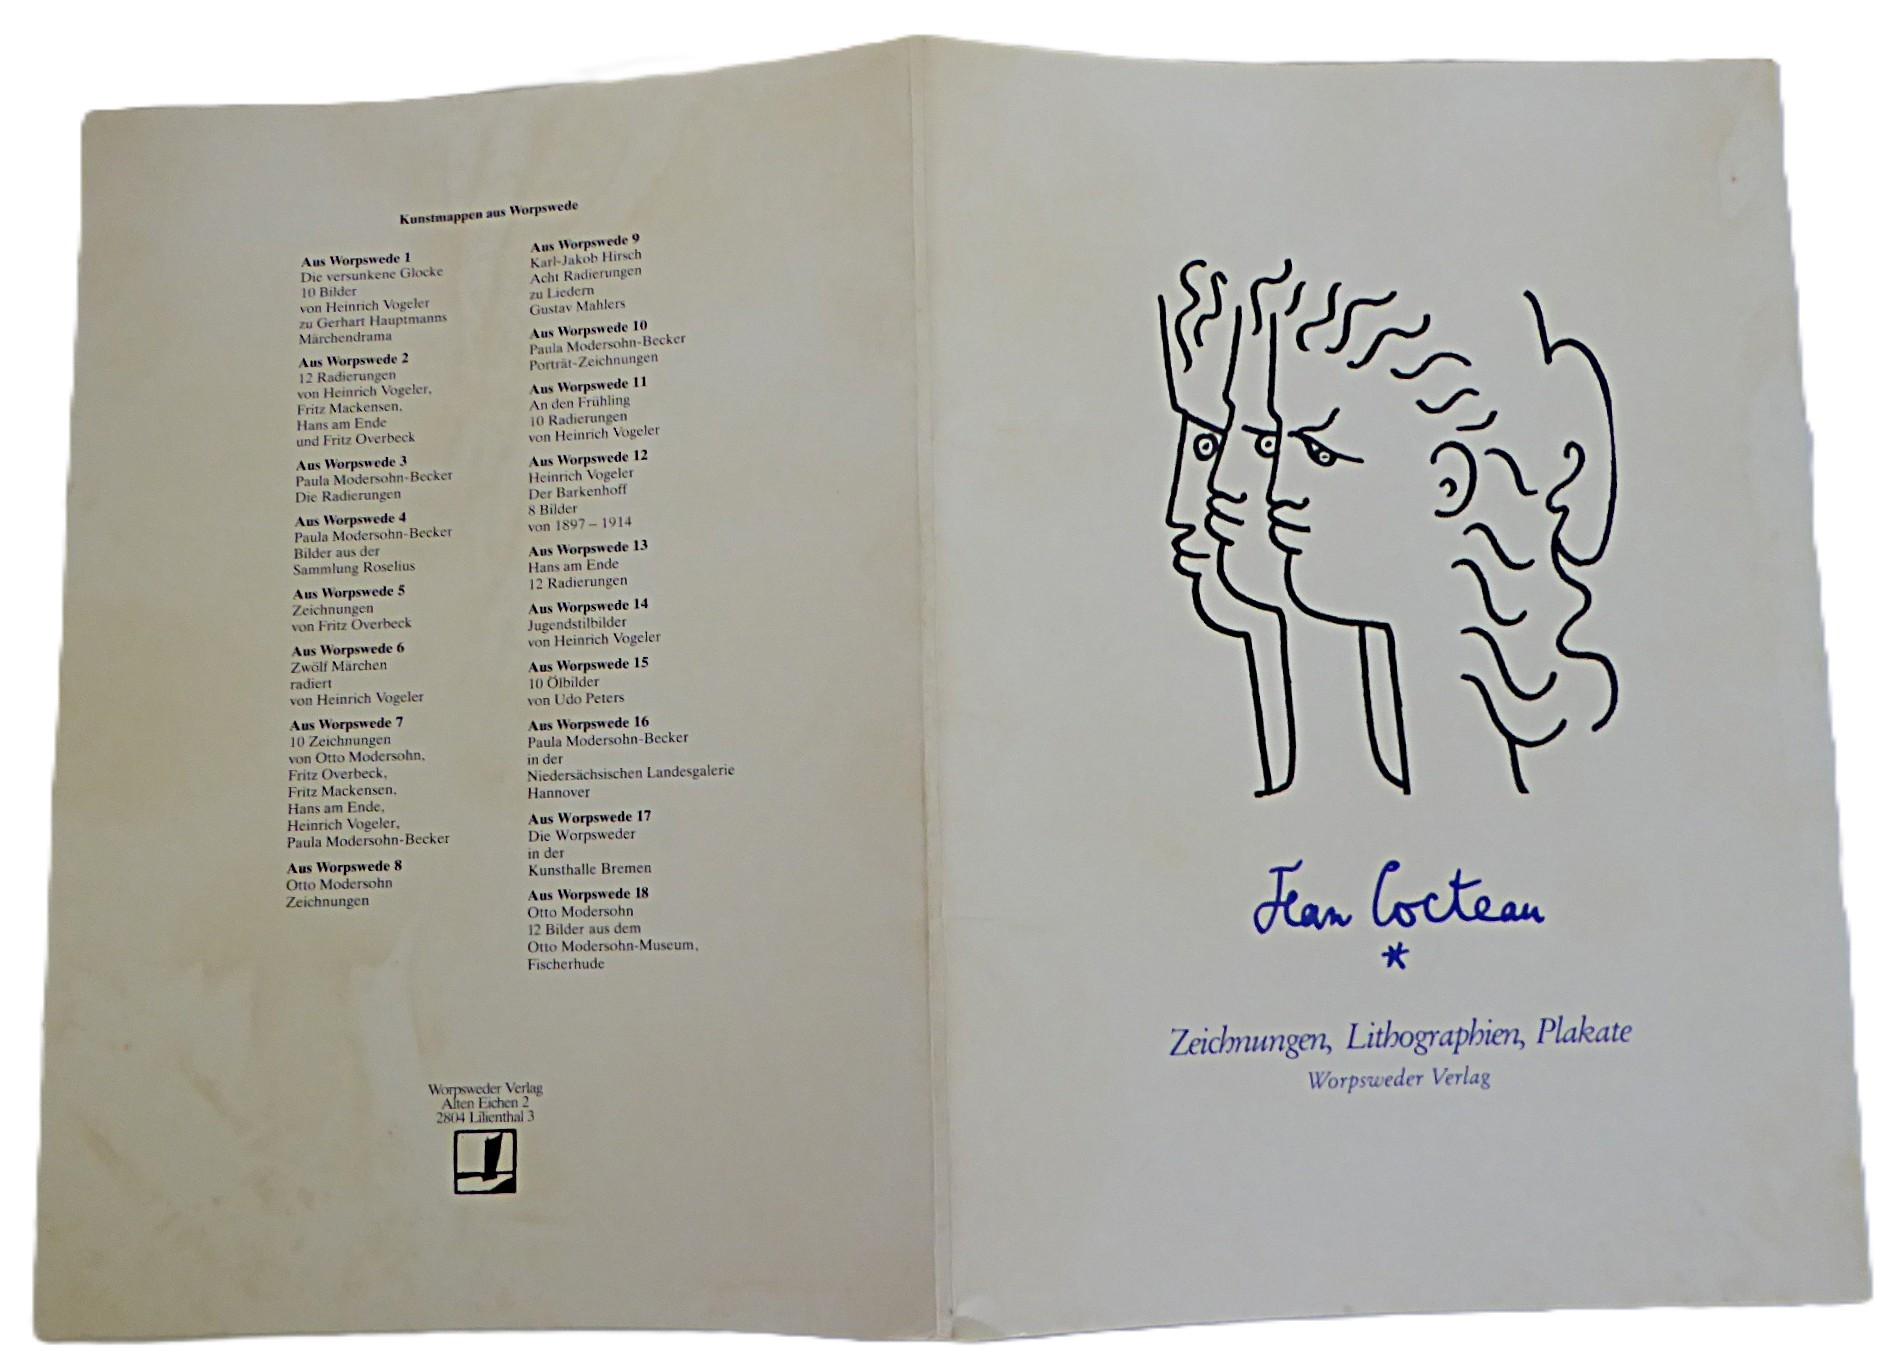 Kunstmappen aus Worpswede
Aus Worpswede 1
Die versunkene Glocke
10 Bilder
von Heinrich Vogeler
zu Gerhart Hauptmanns
Märchendrama
Aus Worpswede 2
12 Radierungen
von Heinrich Vogeler,
Fritz Mackensen,
Hans am Ende
und Fritz Overbeck
Aus Worpswede 3
Paula Modersohn-Becker
Die Radierungen
Aus Worpswede 4
Paula Modersohn-Becker
Bilder aus der
Sammlung Roselius
Aus Worpswede 5
Zeichnungen
von Fritz Overbeck
Aus Worpswede 6
Zwölf Märchen
radiert
von Heinrich Vogeler
Aus Worpswede 7
10 Zeichnungen
von Otto Modersohn,
Fritz Overbeck,
Fritz Mackensen,
Hans am Ende,
Heinrich Vogeler,
Paula Modersohn-Becker
Aus Worpswede 8
Otto Modersohn
Zeichnungen
Aus Worpswede 9
Karl-Jakob Hirsch
Acht Radierungen
zu Liedern
Gustav Mahlers
Aus Worpswede 10
Paula Modersohn-Becker
Porträt-Zeichnungen
Aus Worpswede 11
An den Frühling
10 Radierungen
von Heinrich Vogeler
Aus Worpswede 12
Heinrich Vogeler
Der Barkenhoff
8 Bilder
von 1897 – 1914
Aus Worpswede 13
Hans am Ende
12 Radierungen
Aus Worpswede 14
Jugendstilbilder
von Heinrich Vogeler
Aus Worpswede 15
10 Ölbilder
von Udo Peters
Aus Worpswede 16
Paula Modersohn-Becker
in der
Niedersächsischen Landesgalerie
Hannover
Aus Worpswede 17
Die Worpsweder
in der
Kunsthalle Bremen
Aus Worpswede 18
Otto Modersohn
12 Bilder aus dem
Otto Modersohn-Museum,
Fischerhude
Worpsweder Verlag
Alten Eichen 2
2804 Lilienthal 3
Jean Cocteau
*
Zeichnungen, Lithographien, Plakate
Worpsweder Verlag